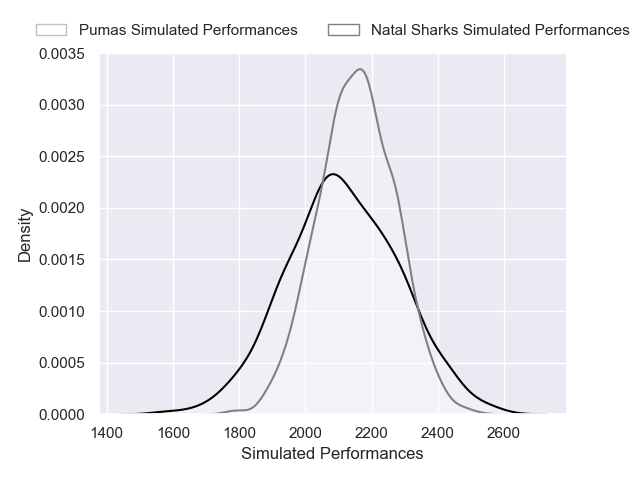 Pumas Simulated Performances Natal Sharks Simulated Performances
0.0035
0.0030
0.0025
0.0020
0.0015
0.0010
0.0005
0.0000
Density
1400 1600 1800 2000 2200 2400 2600
Simulated Performances